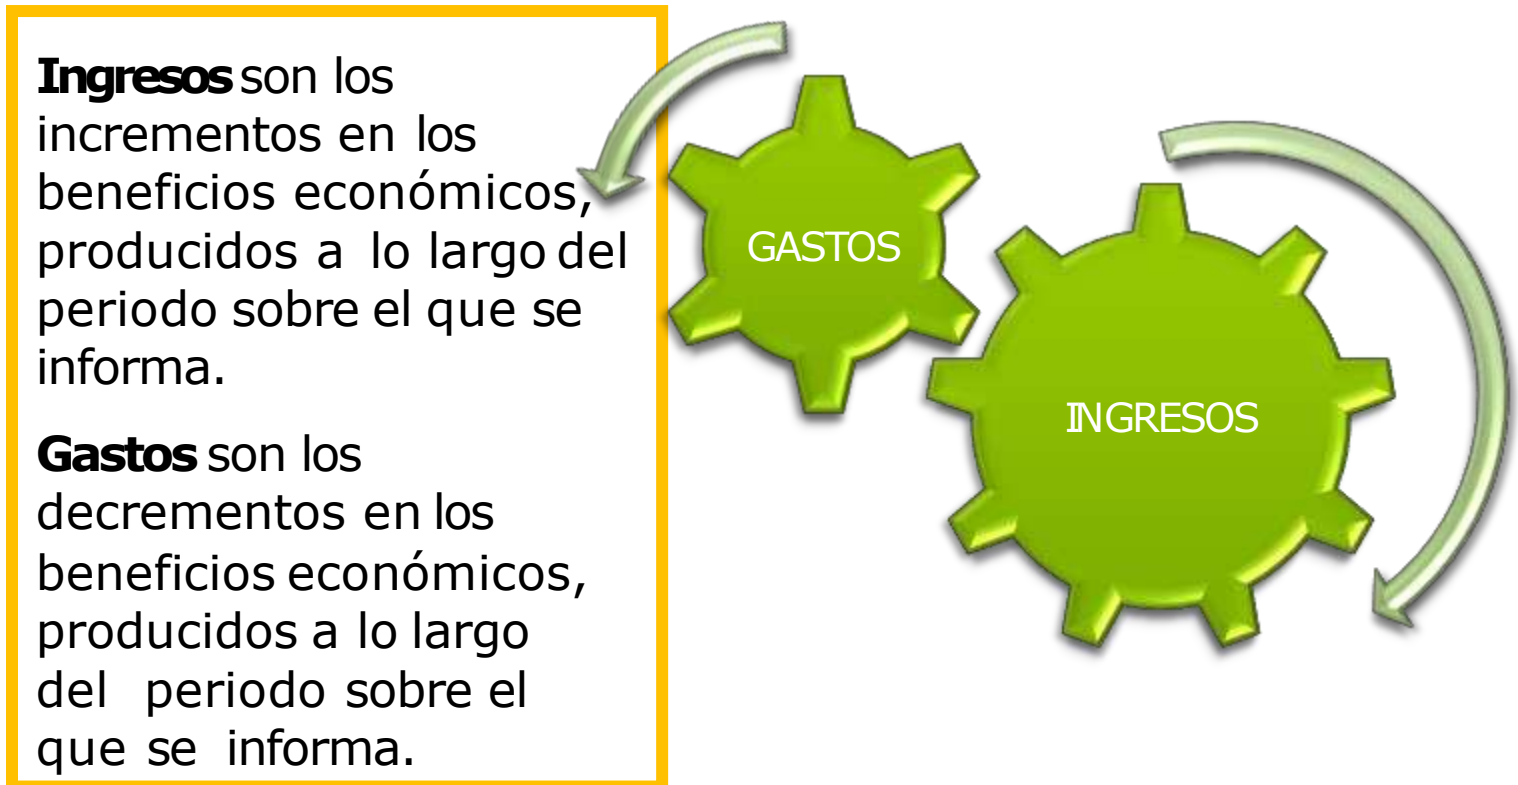 Ingresos son los
incrementos en los
beneficios económicos,
producidos a lo largo del
periodo sobre el que se
informa.
Gastos son los
decrementos en los
beneficios económicos,
producidos a lo largo
del periodo sobre el
que se informa.
GASTOS
INGRESOS